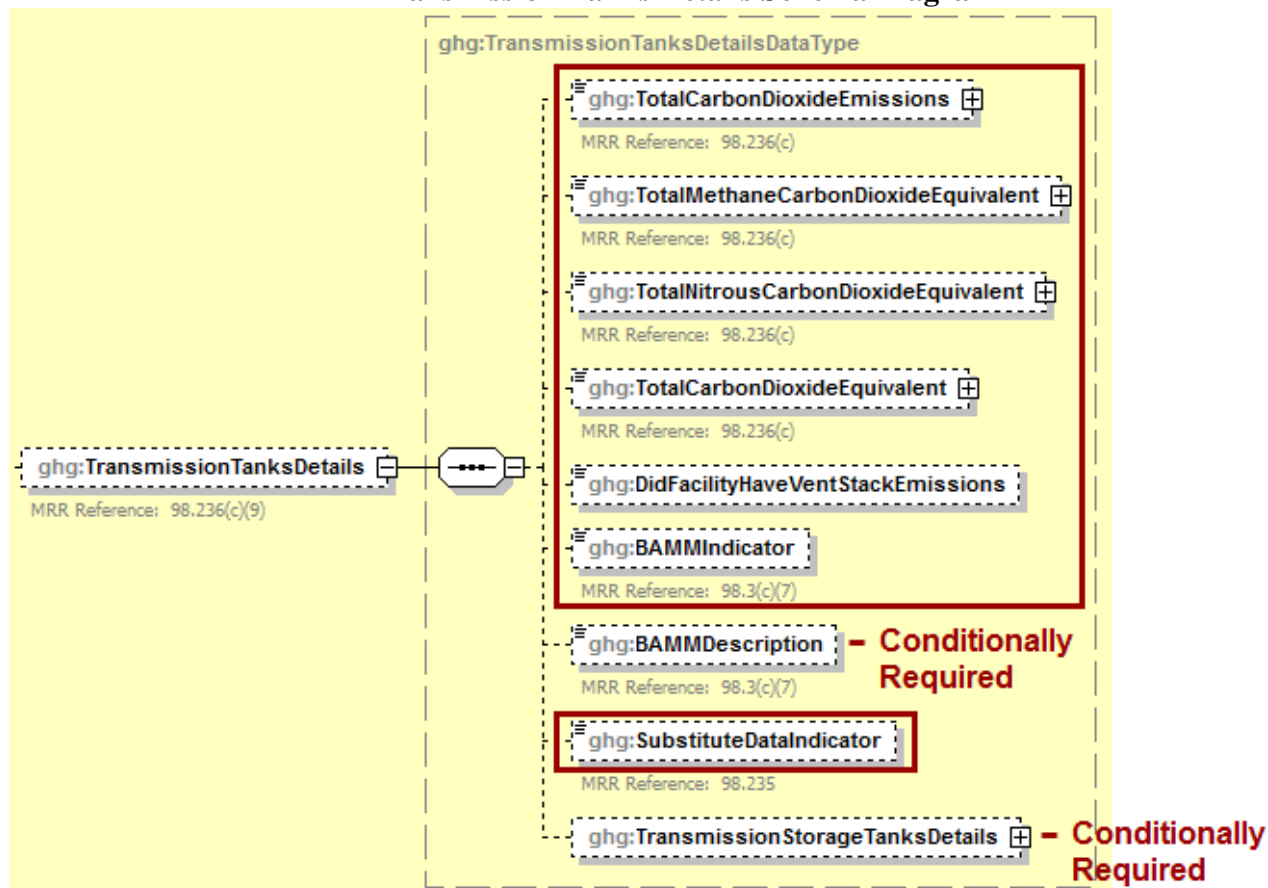 ghg:TransmissionTanksDetailsDataType
ghg:TotalCarbonDioxideEmissions
MRR Reference: 98.236(c)
ghg:TotalMethaneCarbonDioxideEquivalent
MRR Reference: 98.236(c)
ghg:TotalNitrousCarbonDioxideEquivalent
MRR Reference: 98.236(c)
ghg:TotalCarbonDioxideEquivalent
MRR Reference: 98.236(c)
ghg:TransmissionTanksDetails
MRR Reference: 98.236(c)(9)
ghg:DidFacilityHaveVentStackEmissions
ghg:BAMMIndicator
MRR Reference: 98.3(c)(7)
ghg:BAMMDescription
MRR Reference: 98.3(c)(7)
– Conditionally
Required
ghg:SubstituteDataIndicator
MRR Reference: 98.235
ghg:TransmissionStorageTanksDetails
– Conditionally
Required